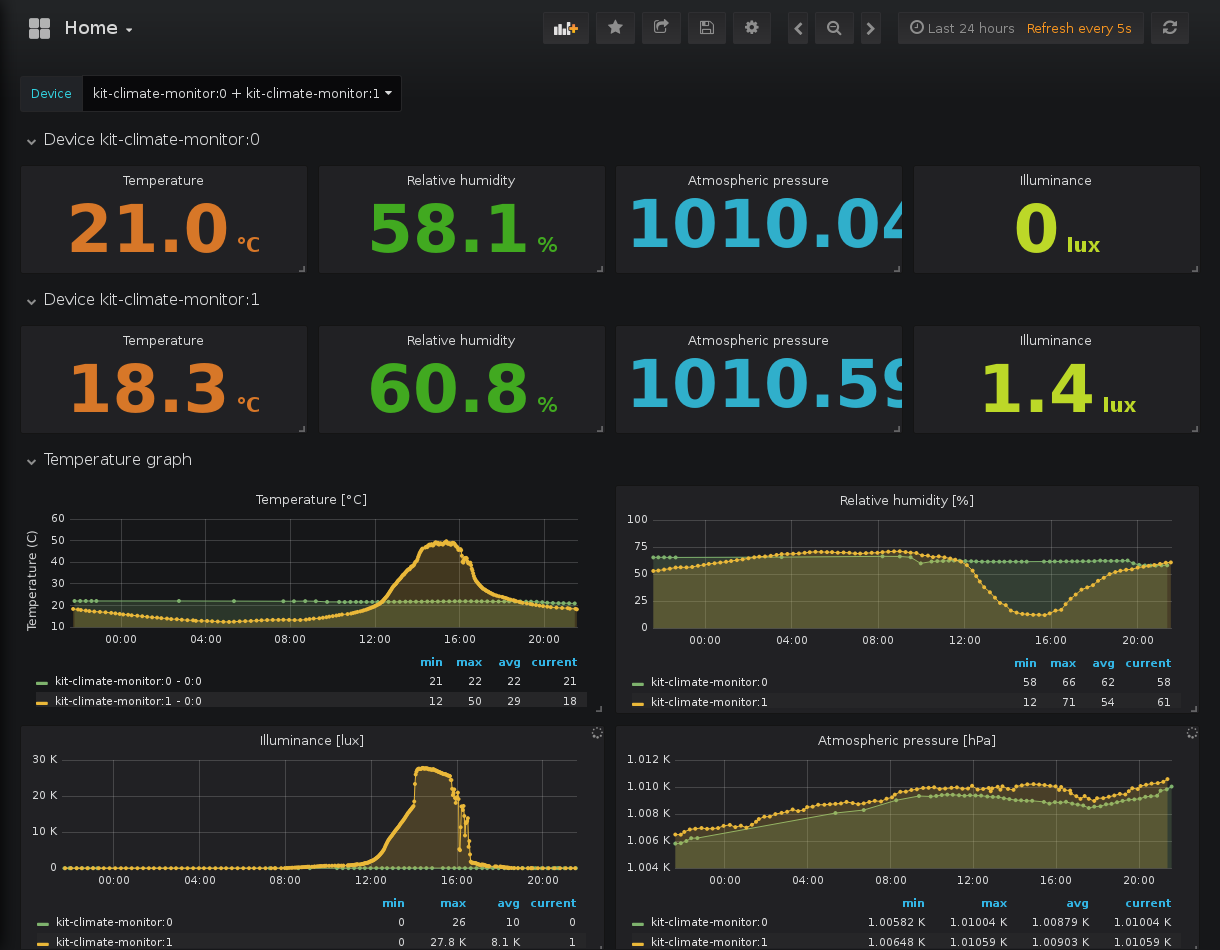 Home
Last 24 hours Refresh every 5s
Device kit-climate-monitor:0 + kit-climate-monitor:1
Device kit-climate-monitor:0
Temperature Relative humidity Atmospheric pressure Illuminance
21.0 °C 58.1 % 1010.04 0 lux
Device kit-climate-monitor:1
Temperature Relative humidity Atmospheric pressure Illuminance
18.3 °C 60.8 % 1010.59 1.4 lux
Temperature graph
Temperature [°C]
Temperature (C)
60
50
40
30
20
10
00:00 04:00 08:00 12:00 16:00 20:00
min max avg current
kit-climate-monitor:0 - 0:0 21 22 22 21
kit-climate-monitor:1 - 0:0 12 50 29 18
Relative humidity [%]
100
75
50
25
0
00:00 04:00 08:00 12:00 16:00 20:00
min max avg current
kit-climate-monitor:0 58 66 62 58
kit-climate-monitor:1 12 71 54 61
Illuminance [lux]
30 K
20 K
10 K
0
00:00 04:00 08:00 12:00 16:00 20:00
min max avg current
kit-climate-monitor:0 0 26 10 0
kit-climate-monitor:1 0 27.8 K 8.1 K 1
Atmospheric pressure [hPa]
1.012 K
1.010 K
1.008 K
1.006 K
1.004 K
00:00 04:00 08:00 12:00 16:00 20:00
min max avg current
kit-climate-monitor:0 1.00582 K 1.01004 K 1.00879 K 1.01004 K
kit-climate-monitor:1 1.00648 K 1.01059 K 1.00903 K 1.01059 K